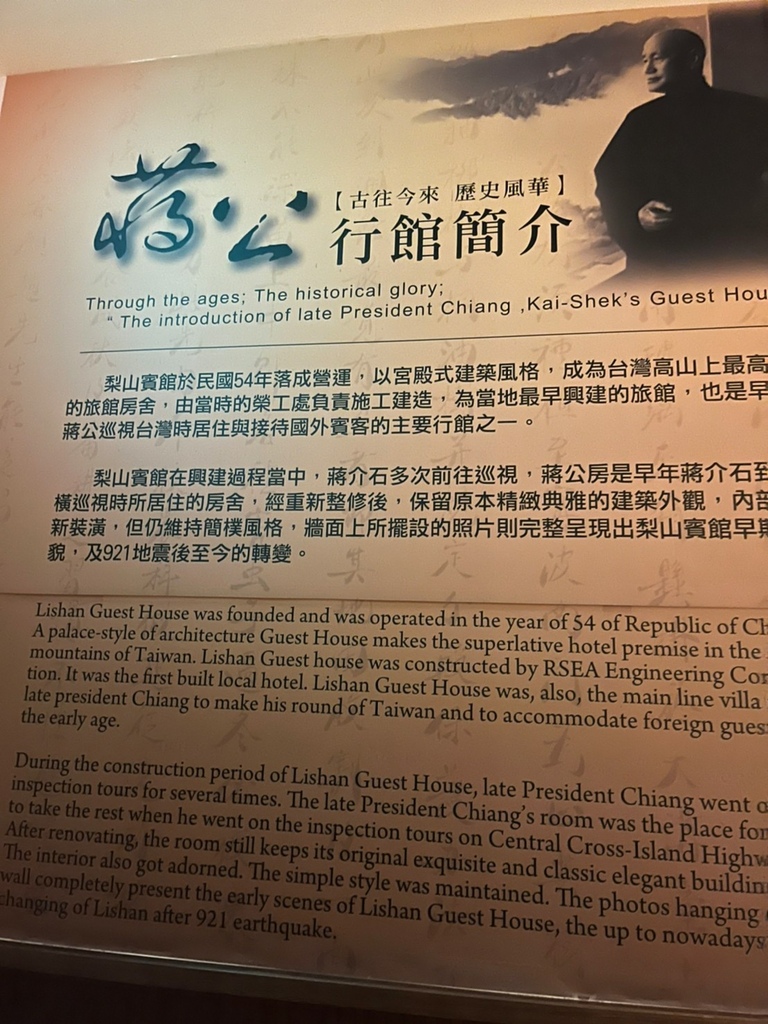 蔣公
【古往今來 歷史風華】
行館簡介
Through the ages; The historical glory;
“ The introduction of late President Chiang ,Kai-Shek’s Guest Hou
梨山賓館於民國54年落成營運，以宮殿式建築風格，成為台灣高山上最高
的旅館房舍，由當時的榮工處負責施工建造，為當地最早興建的旅館，也是早
蔣公巡視台灣時居住與接待國外賓客的主要行館之一。
梨山賓館在興建過程當中，蔣介石多次前往巡視，蔣公房是早年蔣介石到
橫巡視時所居住的房舍，經重新整修後，保留原本精緻典雅的建築外觀，內部
新裝潢，但仍維持簡樸風格，牆面上所擺設的照片則完整呈現出梨山賓館早期
貌，及921地震後至今的轉變。
Lishan Guest House was founded and was operated in the year of 54 of Republic of Ch
A palace-style of architecture Guest House makes the superlative hotel premise in the
mountains of Taiwan. Lishan Guest house was constructed by RSEA Engineering Cor
tion. It was the first built local hotel. Lishan Guest House was, also, the main line villa
late president Chiang to make his round of Taiwan and to accommodate foreign gues
the early age.
During the construction period of Lishan Guest House, late President Chiang went o
inspection tours for several times. The late President Chiang’s room was the place for
to take the rest when he went on the inspection tours on Central Cross-Island Highw
After renovating, the room still keeps its original exquisite and classic elegant buildin
The interior also got adorned. The simple style was maintained. The photos hanging
wall completely present the early scenes of Lishan Guest House, the up to nowadays
changing of Lishan after 921 earthquake.